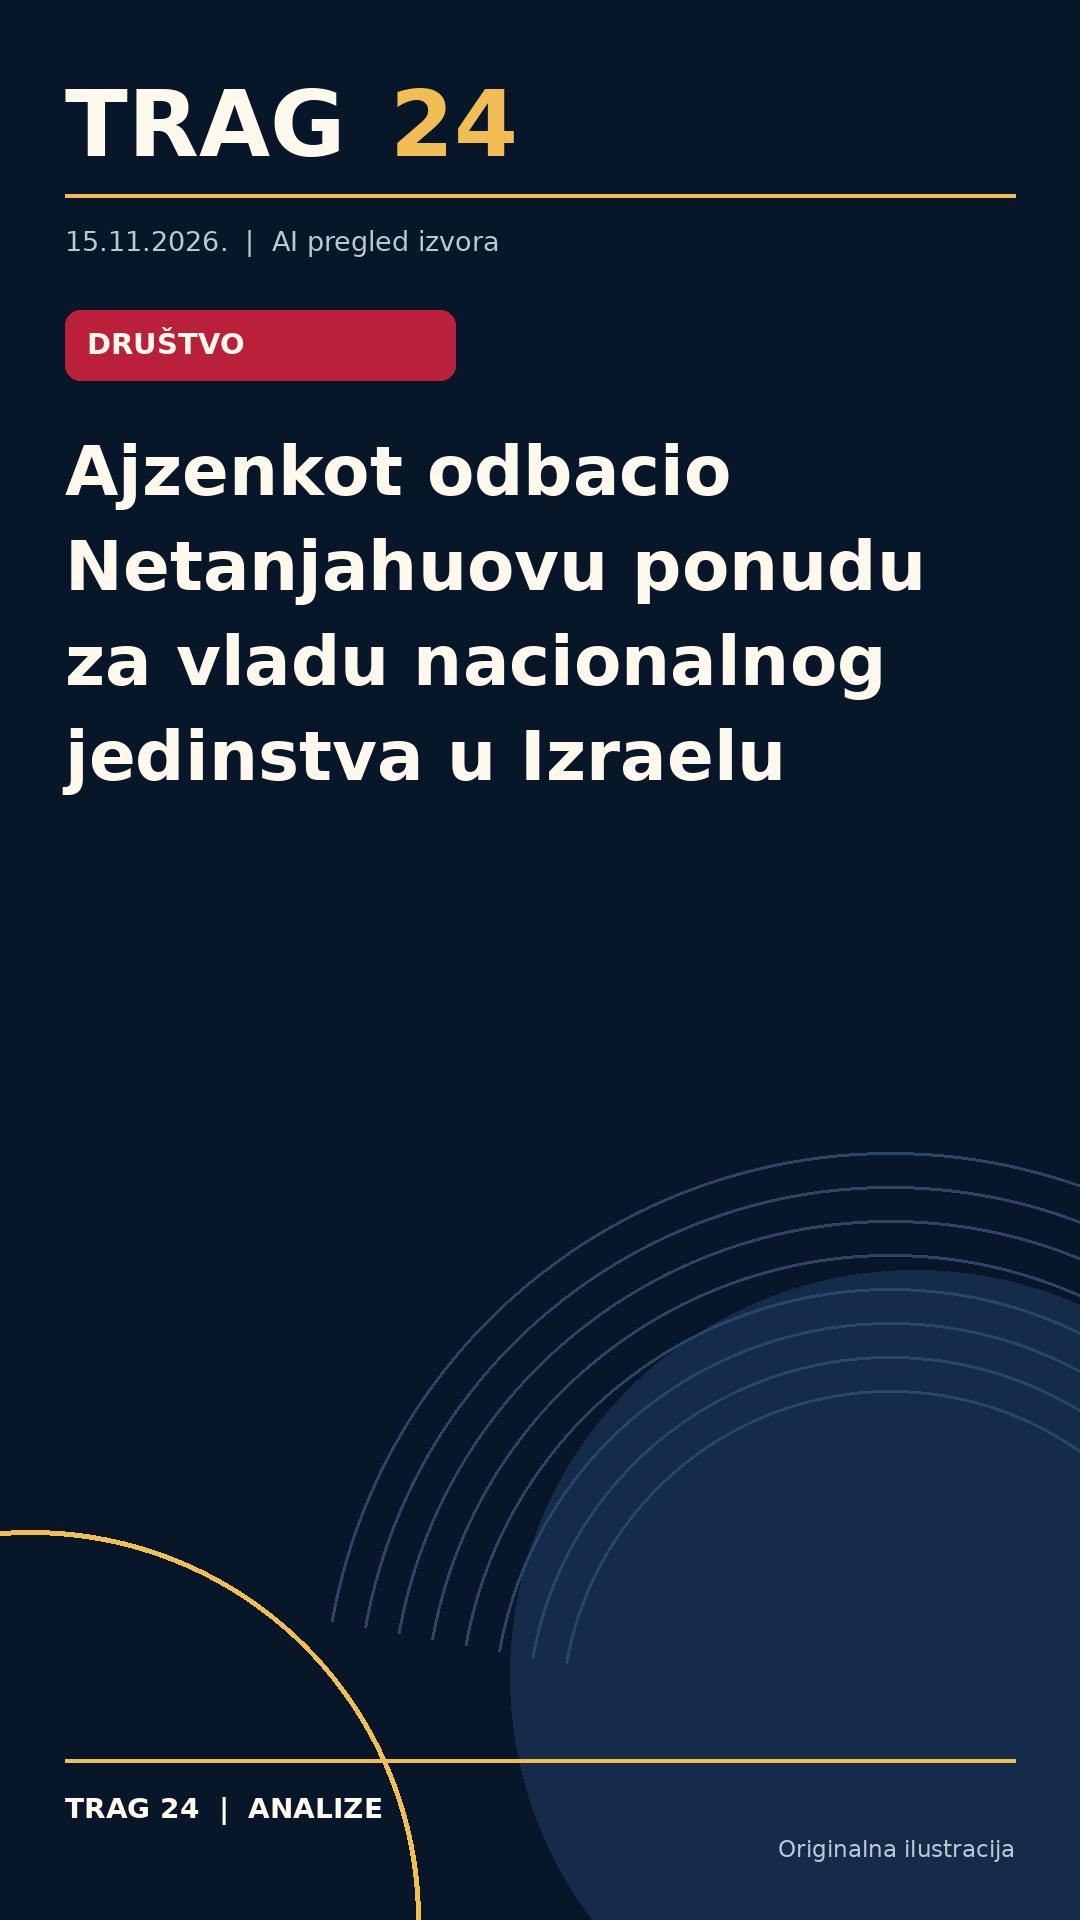 TRAG 24
15.11.2026. | AI pregled izvora
DRUŠTVO
Ajzenkot odbacio
Netanjahuovu ponudu
za vladu nacionalnog
jedinstva u Izraelu
TRAG 24 | ANALIZE
Originalna ilustracija